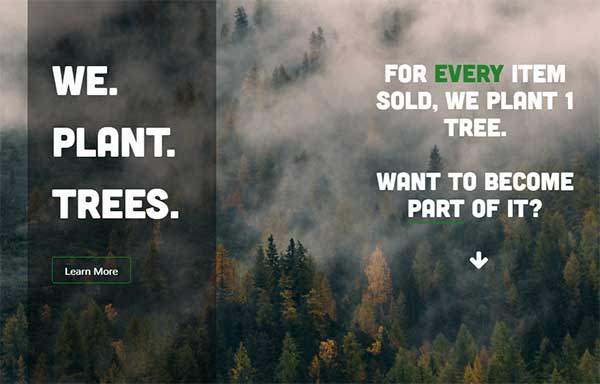 WE.
PLANT.
TREES.
Learn More
FOR EVERY ITEM
SOLD, WE PLANT 1
TREE.
WANT TO BECOME
PART OF IT?